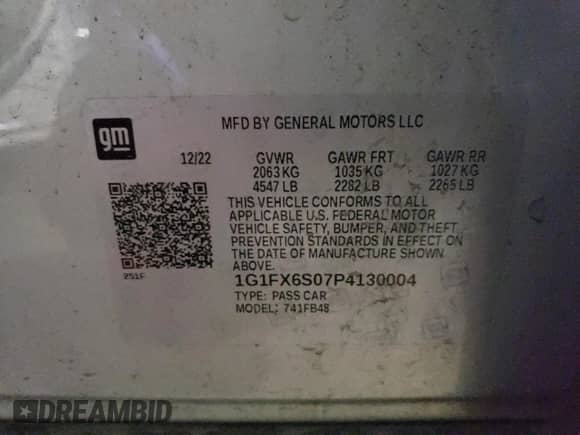 gm
MFD BY GENERAL MOTORS LLC
12/22 GVWR GAWR FRT GAWR RR
2063 KG 1035 KG 1027 KG
4547 LB 2282 LB 2265 LB
THIS VEHICLE CONFORMS TO ALL
APPLICABLE U.S. FEDERAL MOTOR
VEHICLE SAFETY, BUMPER, AND THEFT
PREVENTION STANDARDS IN EFFECT ON
DATE OF MANUFACTURE SHOWN
ABOVE.
251F
1G1FX6S07P4130004
TYPE: PASS CAR
MODEL: 741FB48
DREAMBID